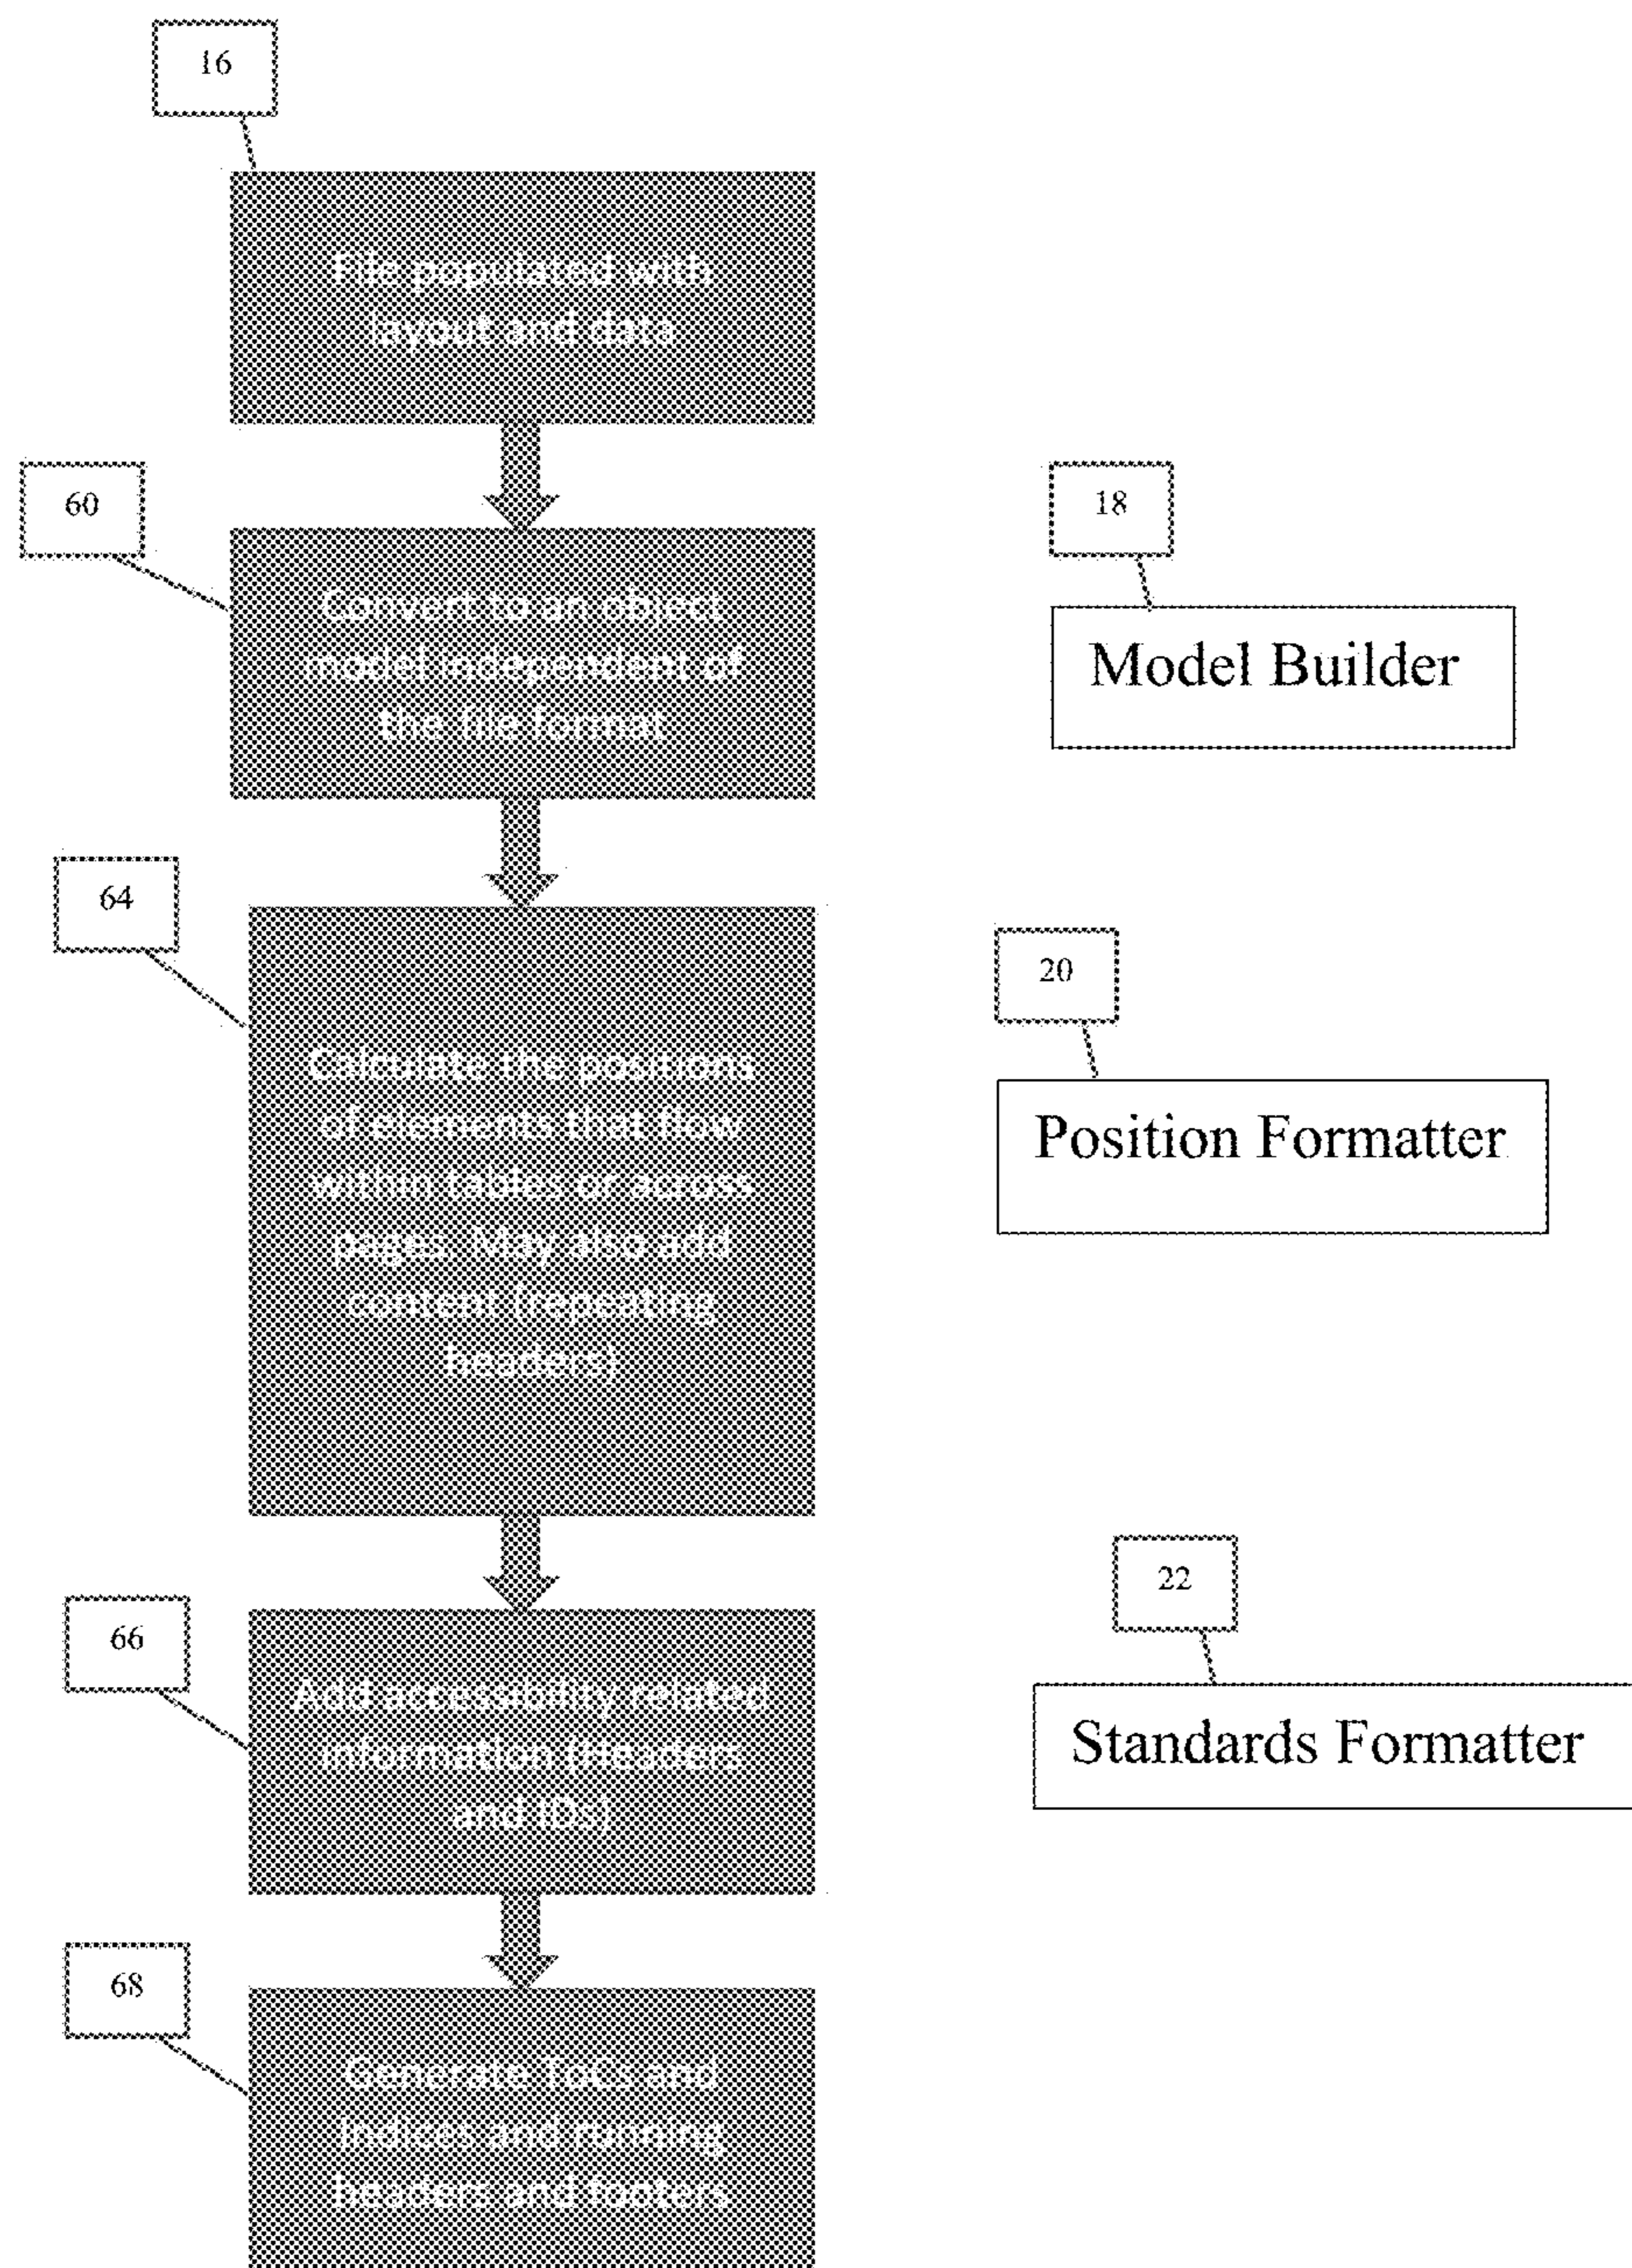 16
File populated with
layout and data
60
Convert to an object
model independent of
the file format
18
Model Builder
64
Calculate the positions
of elements that flow
within tables or across
pages. May also add
content (repeating
headers)
20
Position Formatter
66
Add accessibility related
information (Headers
and IDs)
22
Standards Formatter
68
Generate ToCs and
Indices and running
headers and footers